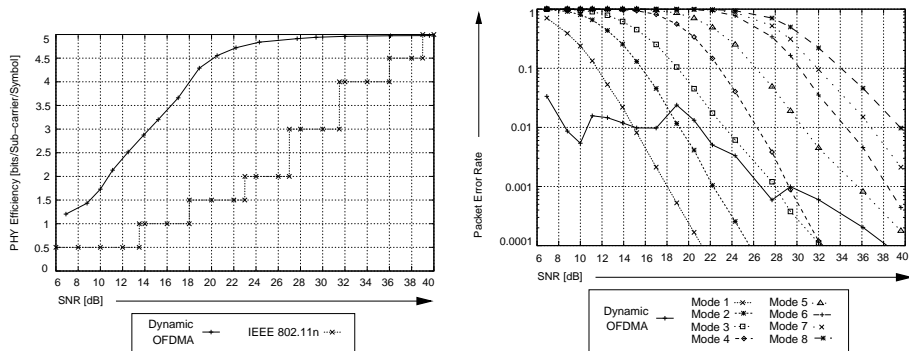 5
4.5
4
3.5
3
2.5
2
1.5
1
0.5
0
PHY Efficiency [bits/Sub-carrier/Symbol]
6 8 10 12 14 16 18 20 22 24 26 28 30 32 34 36 38 40
SNR [dB]
Dynamic
OFDMA
IEEE 802.11n
1
0.1
0.01
0.001
0.0001
Packet Error Rate
6 8 10 12 14 16 18 20 22 24 26 28 30 32 34 36 38 40
SNR [dB]
Dynamic
OFDMA
Mode 1
Mode 2
Mode 3
Mode 4
Mode 5
Mode 6
Mode 7
Mode 8